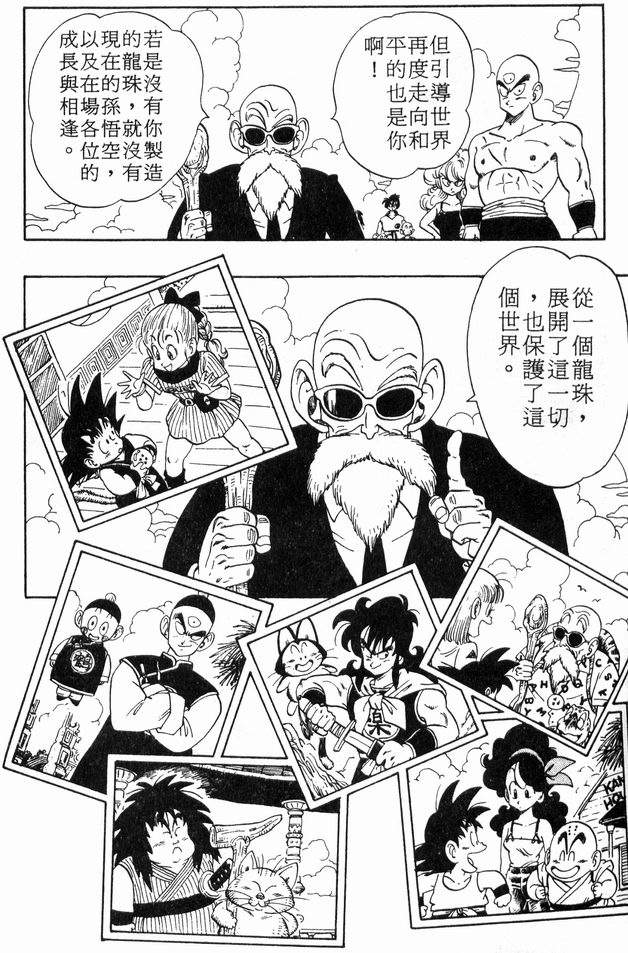 但引導世界
再度走向和
平的也是你
啊！
若是沒有你製造
的龍珠，就沒有
現在的孫悟空，
以及在場各位的
成長與相逢。
從一個龍珠，
展開了這一切
，也保護了這
個世界。
楽
KAM
HO